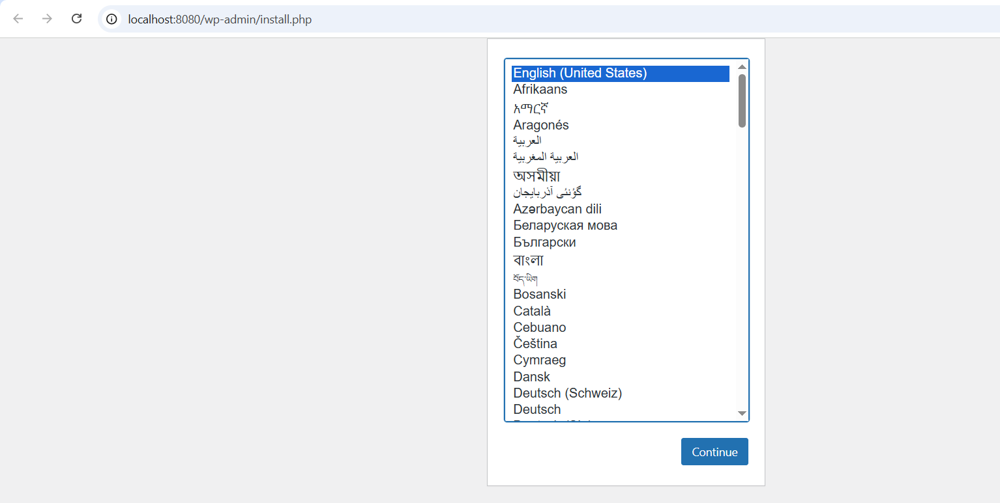 localhost:8080/wp-admin/install.php
English (United States)
Afrikaans
አማርኛ
Aragonés
العربية
العربية المغربية
অসমীয়া
گؤنئی آذربایجان
Azərbaycan dili
Беларуская мова
Български
বাংলা
བོད་ཡིག
Bosanski
Català
Cebuano
Čeština
Cymraeg
Dansk
Deutsch (Schweiz)
Deutsch
Continue